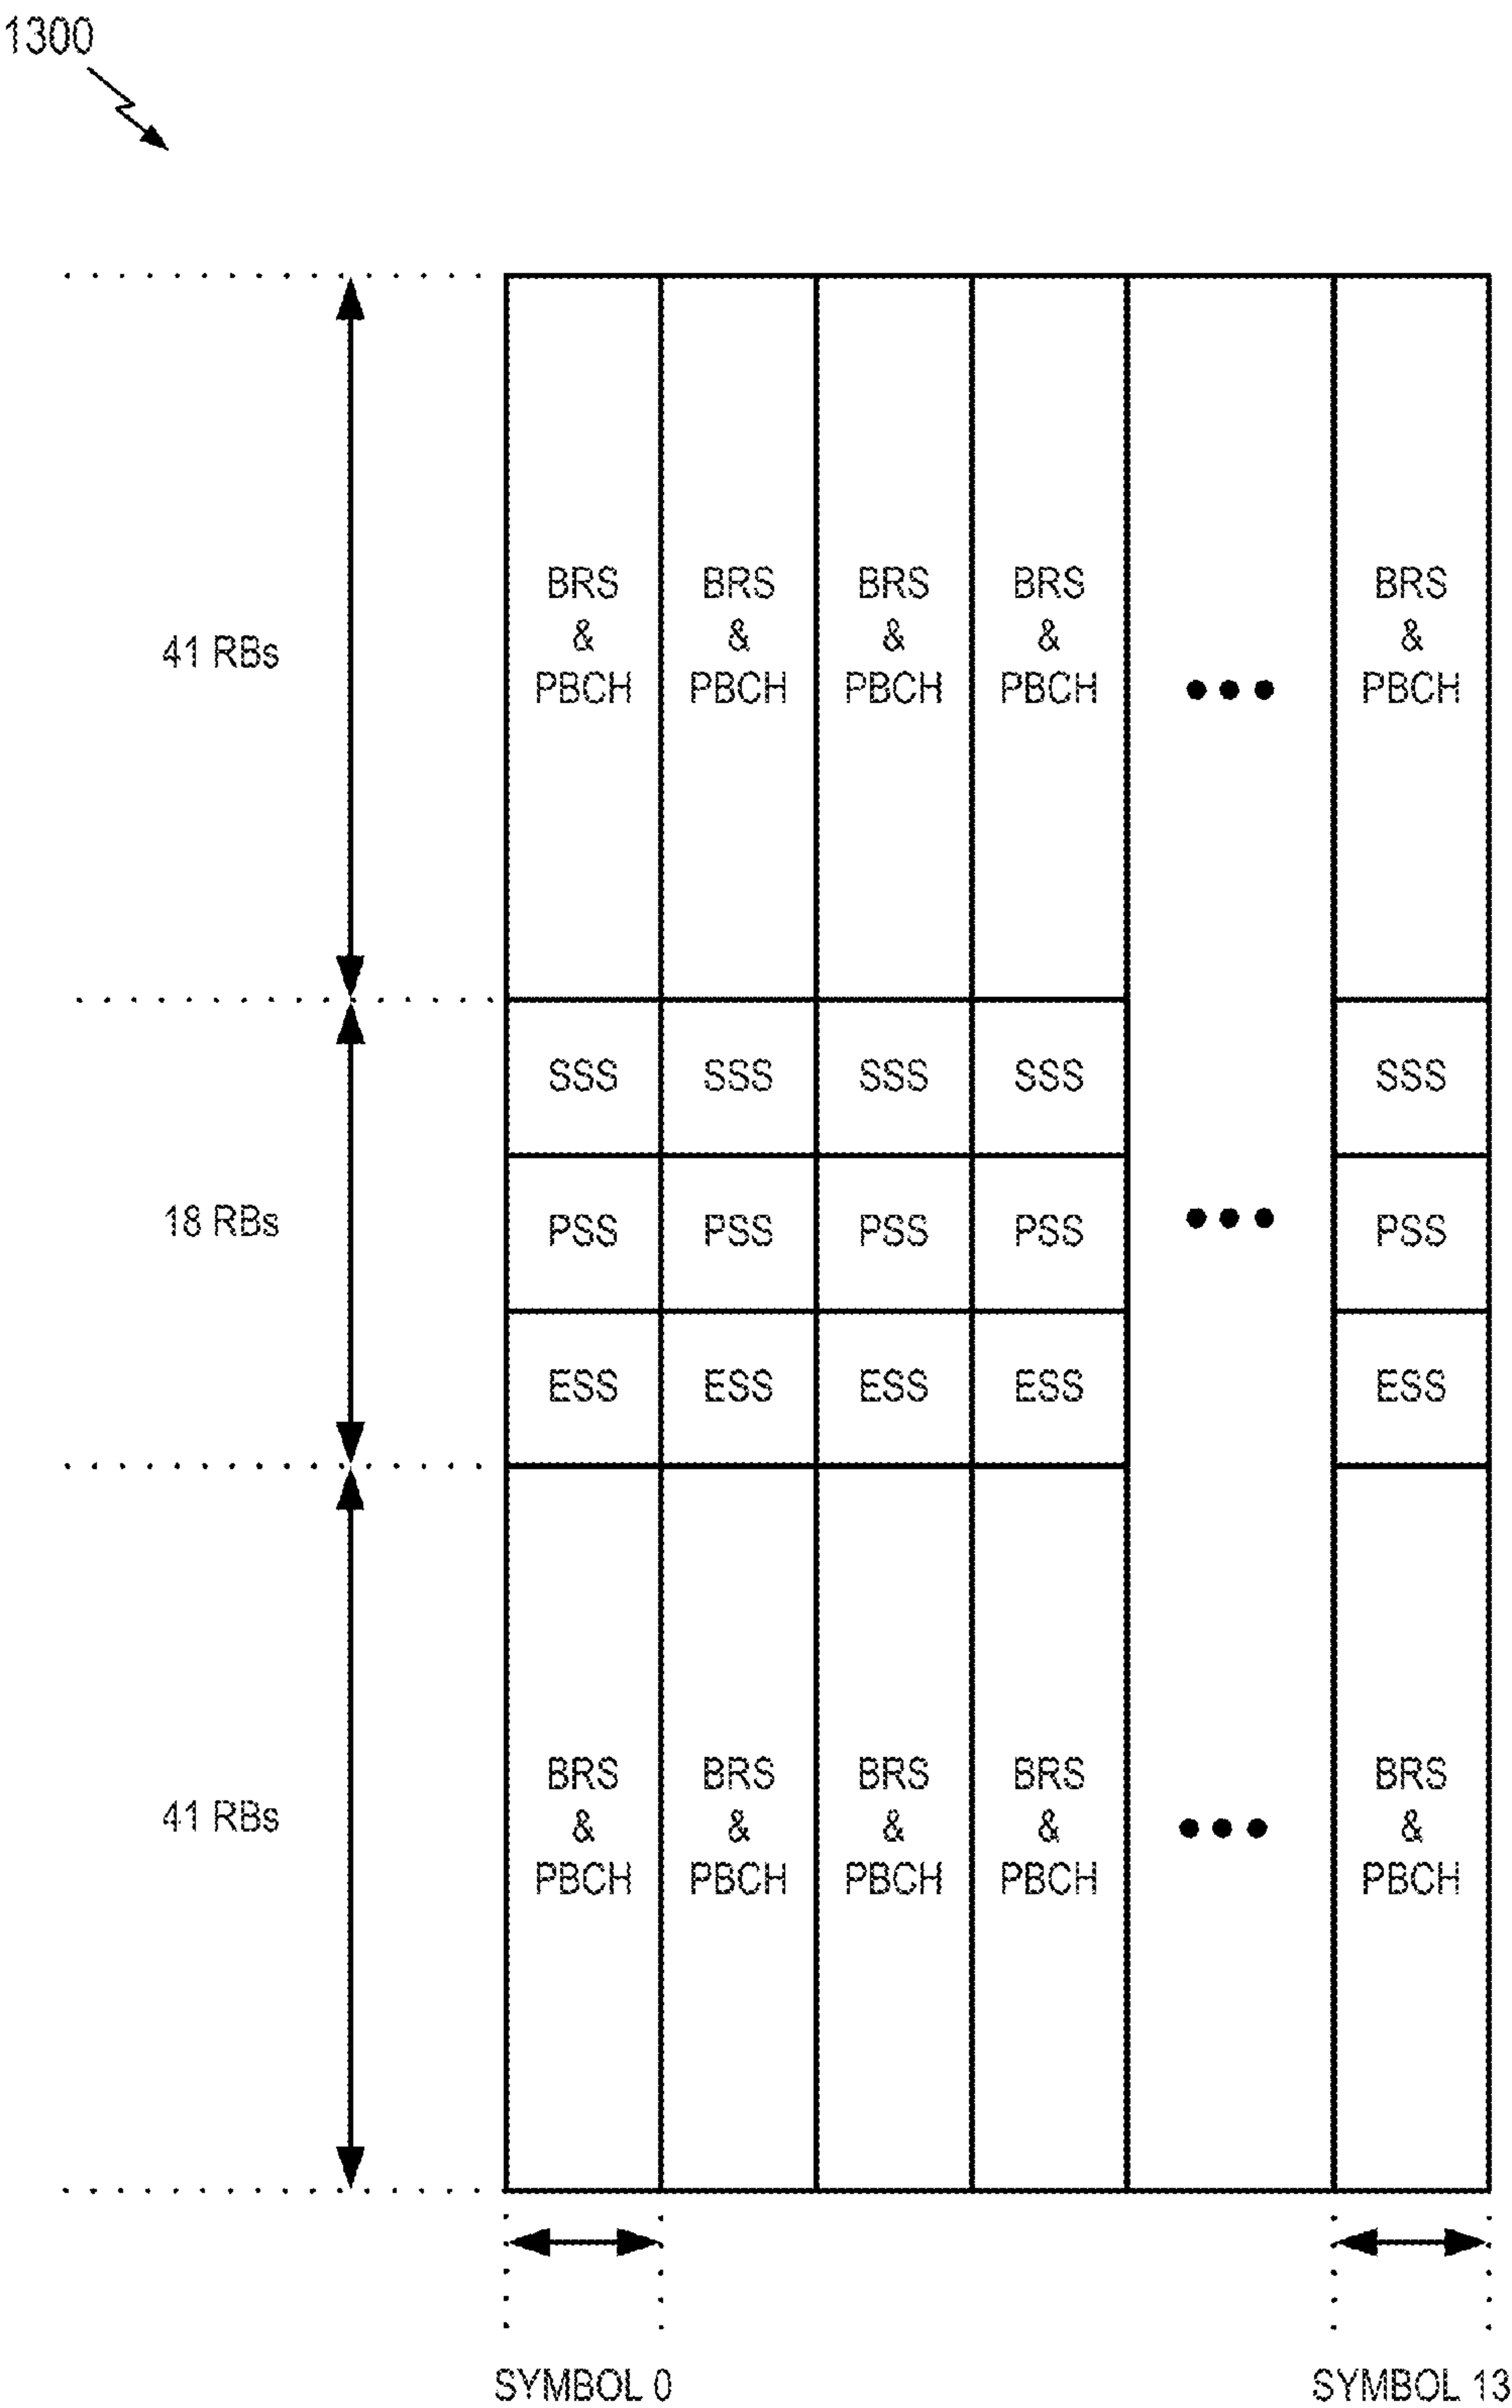 1300
BRS BRS BRS BRS BRS
& & & & &
41 RBs
PBCH PBCH PBCH PBCH ••• PBCH
SSS SSS SSS SSS SSS
18 RBs PSS PSS PSS PSS ••• PSS
ESS ESS ESS ESS ESS
BRS BRS BRS BRS BRS
41 RBs & & & & ••• &
PBCH PBCH PBCH PBCH PBCH
SYMBOL 0 SYMBOL 13